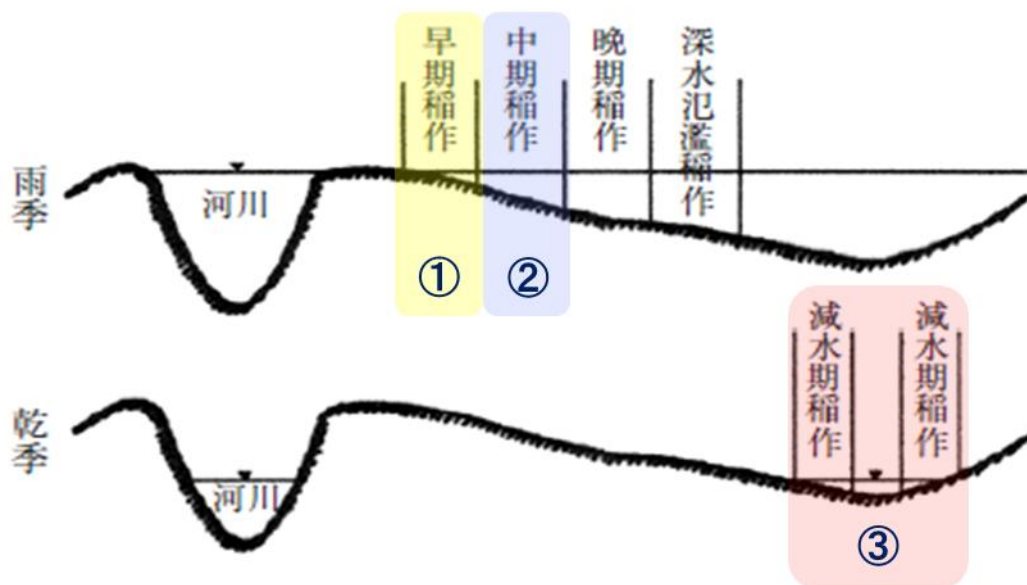 早期稲作
中期稲作
晩期稲作
深水氾濫稲作
雨季
河川
①
②
減水期稲作
減水期稲作
乾季
河川
③